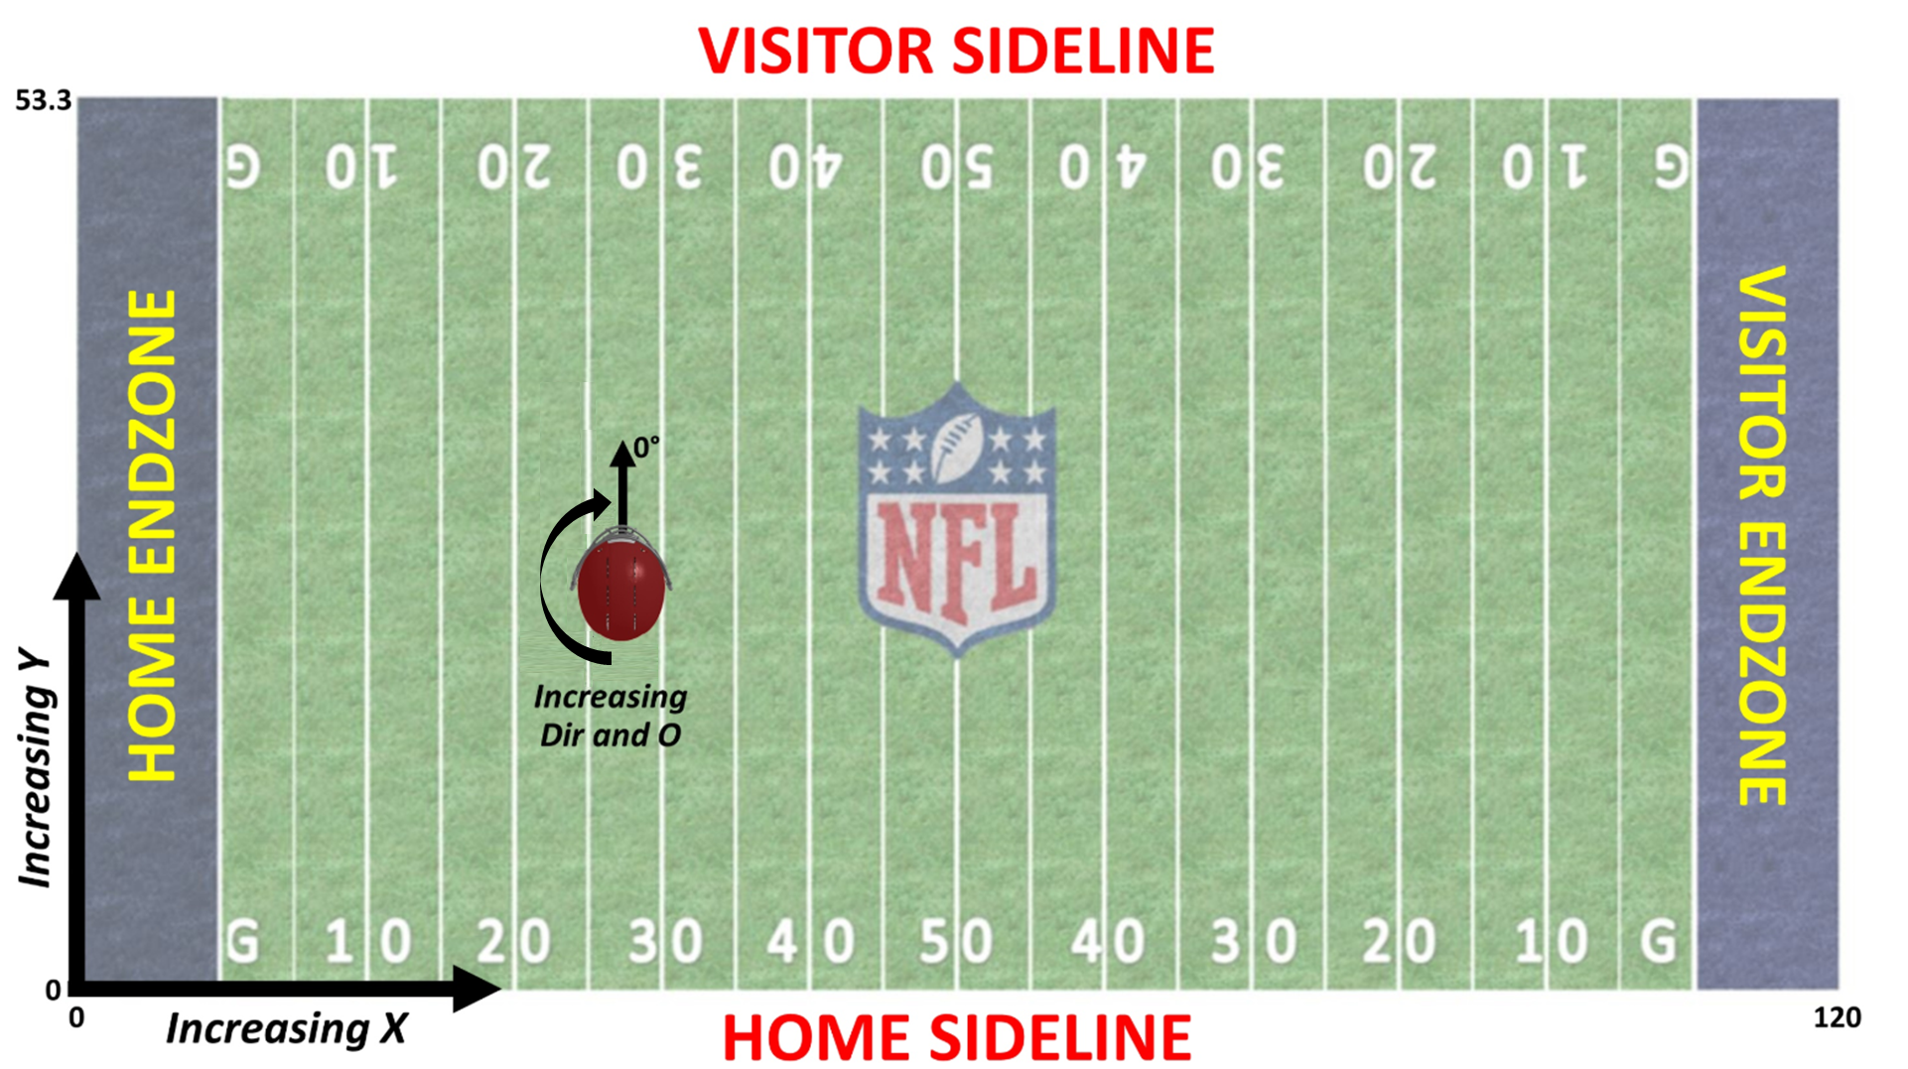 VISITOR SIDELINE
53.3
G 10 20 30 40 50 40 30 20 10 G
HOME ENDZONE
VISITOR ENDZONE
0°
NFL
Increasing
Dir and O
Increasing Y
G 10 20 30 40 50 40 30 20 10 G
0
0
Increasing X
HOME SIDELINE
120